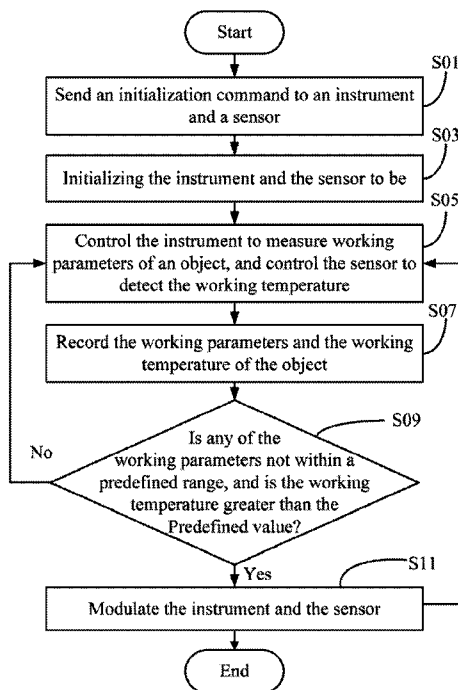 Start
S01
Send an initialization command to an instrument
and a sensor
S03
Initializing the instrument and the sensor to be
S05
Control the instrument to measure working
parameters of an object, and control the sensor to
detect the working temperature
S07
Record the working parameters and the working
temperature of the object
S09
No
Is any of the
working parameters not within a
predefined range, and is the working
temperature greater than the
Predefined value?
Yes
S11
Modulate the instrument and the sensor
End